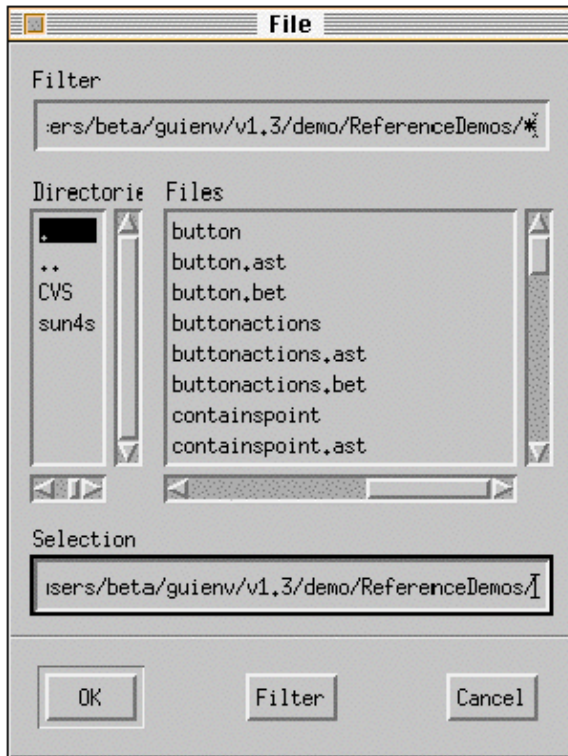 File
Filter
:ers/beta/guienv/v1.3/demo/ReferenceDemos/*
Directorie Files
.
..
CVS
sun4s
button
button.ast
button.bet
buttonactions
buttonactions.ast
buttonactions.bet
containspoint
containspoint.ast
Selection
ısers/beta/guienv/v1.3/demo/ReferenceDemos/
OK Filter Cancel